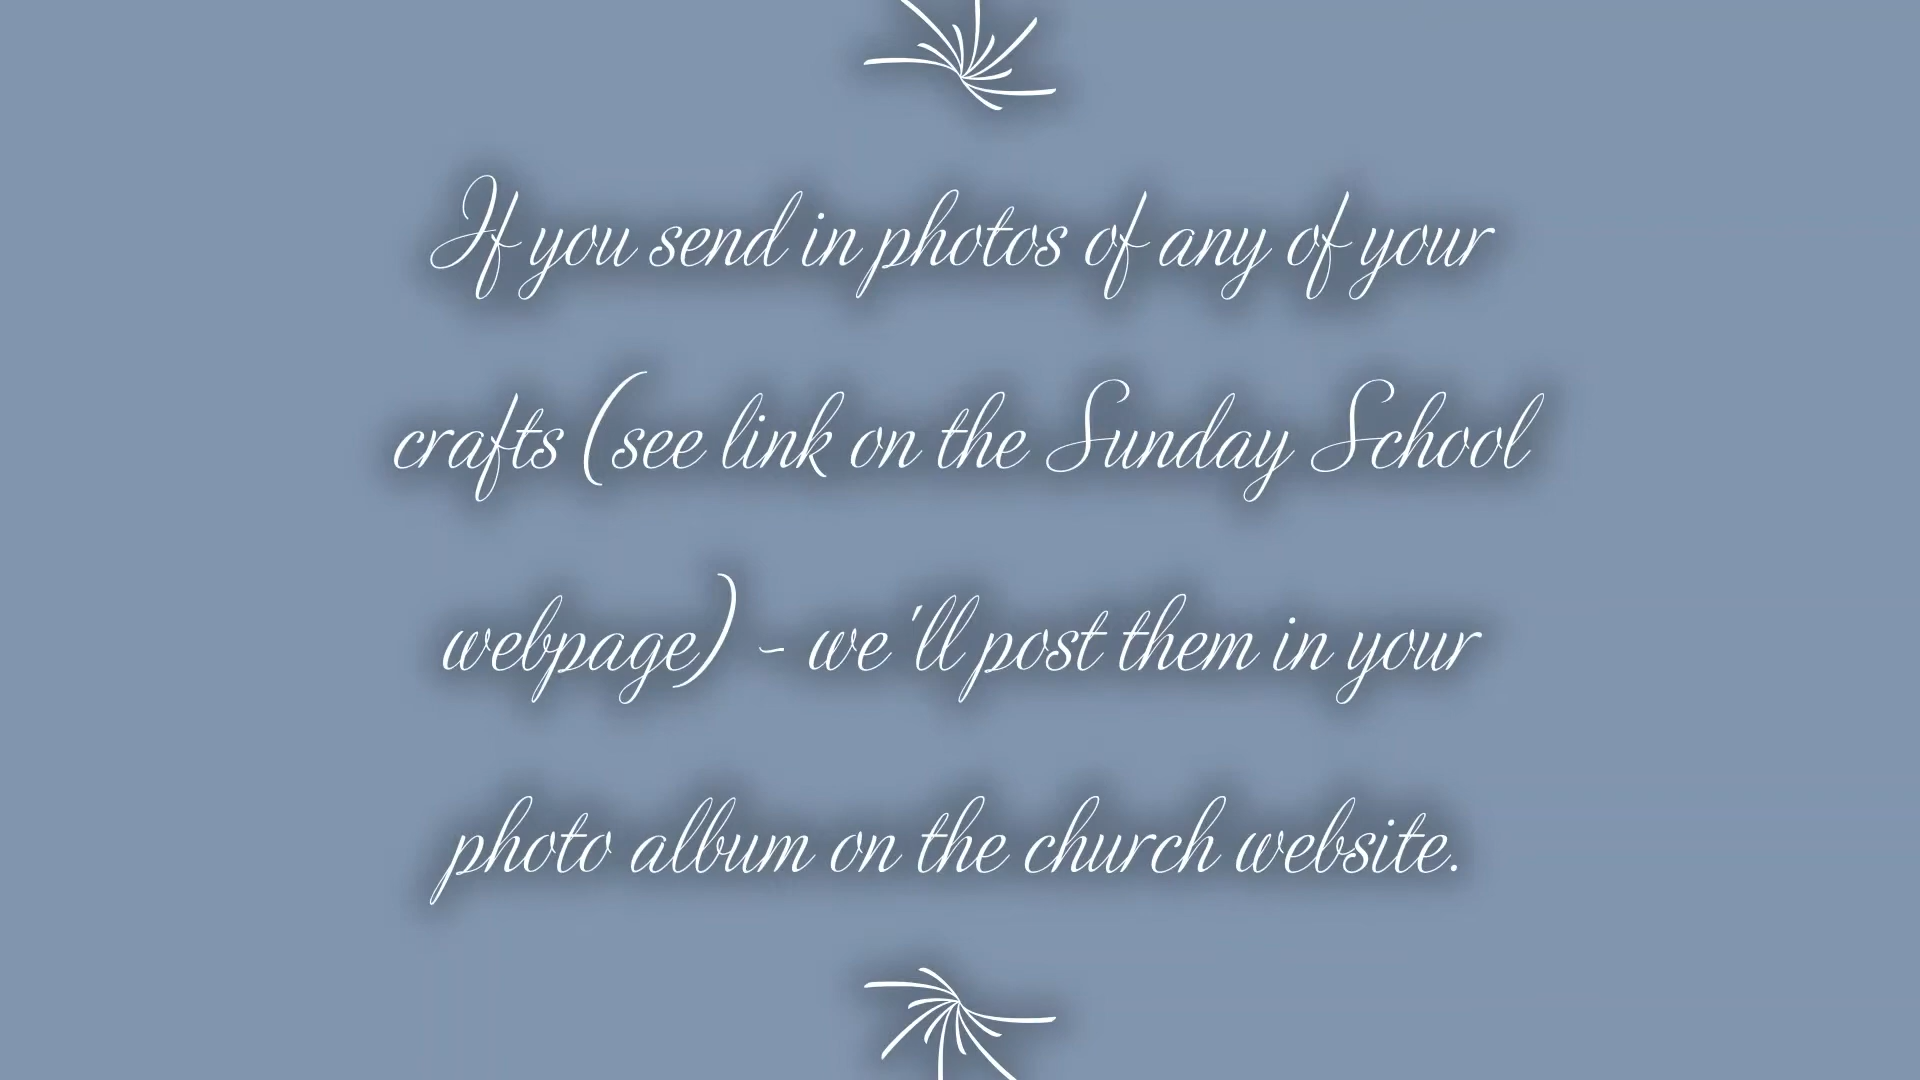 If you send in photos of any of your
crafts (see link on the Sunday School
webpage) - we'll post them in your
photo album on the church website.